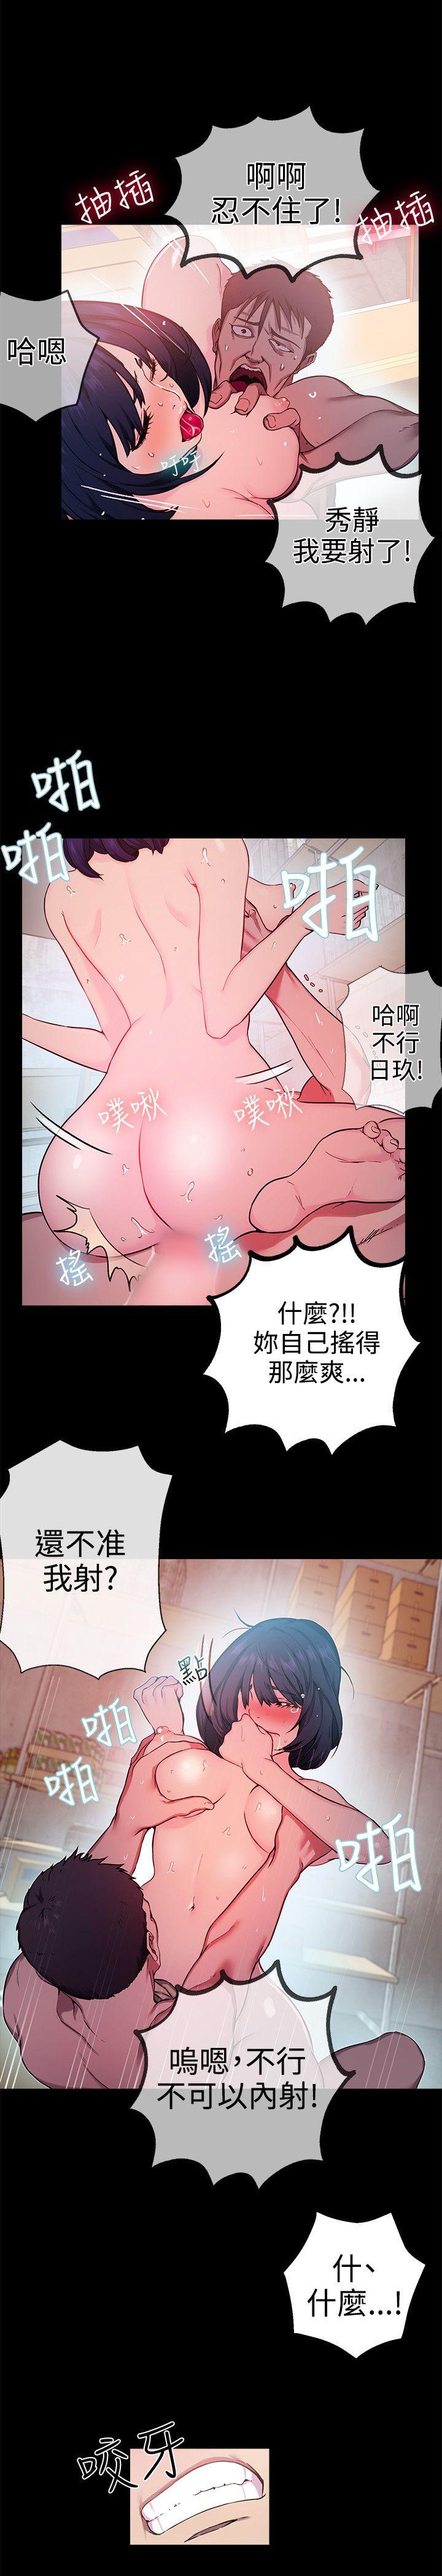 抽插
啊啊
忍不住了!
抽插
哈嗯
吁吁
秀靜
我要射了!
啪
啪
啪
哈啊
不行
日玖!
噗啾
噗啾
搖
搖
什麼?!!
妳自己搖得
那麼爽...
還不准
我射?
點
啪
啪
啪
嗚嗯,不行
不可以內射!
什、
什麼...!
咬牙